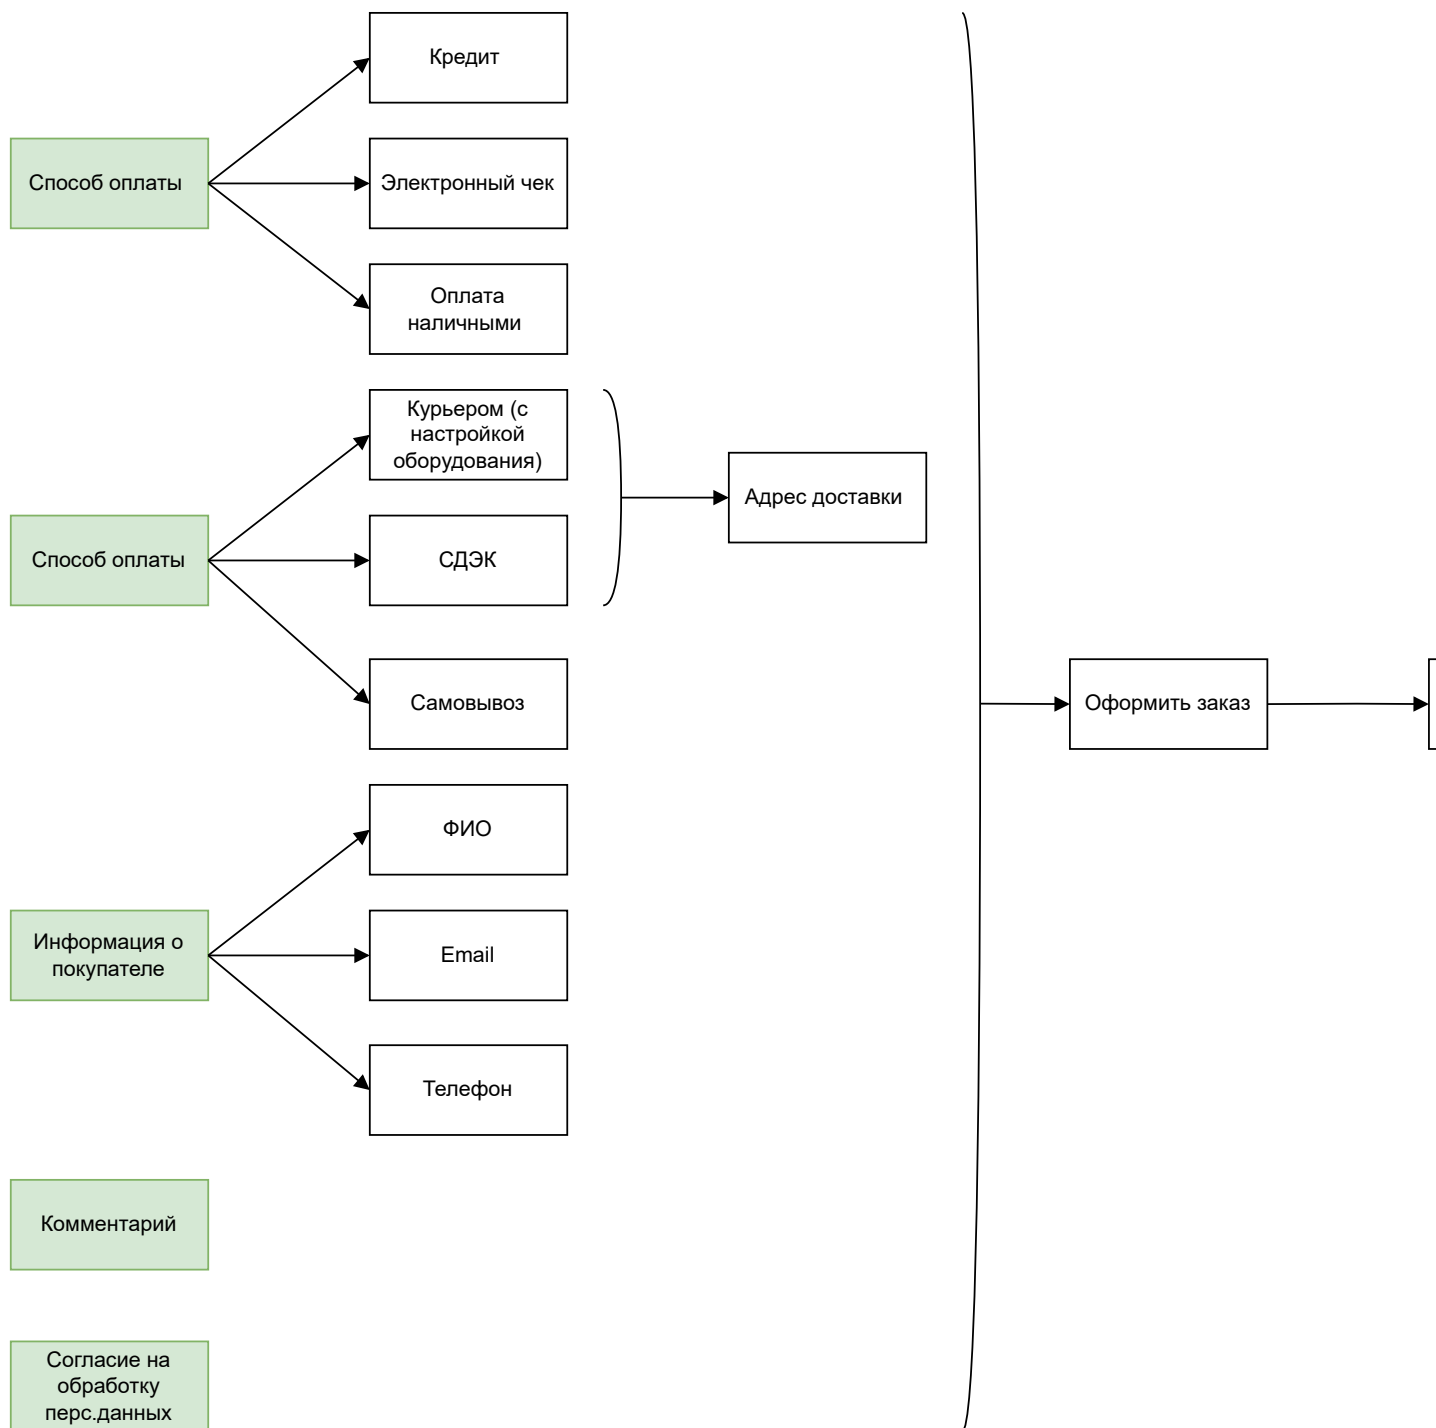 Кредит
Способ оплаты
Электронный чек
Оплата
наличными
Курьером (с
настройкой
оборудования)
Адрес доставки
Способ оплаты
СДЭК
Самовывоз
Оформить заказ
ФИО
Информация о
покупателе
Email
Телефон
Комментарий
Согласие на
обработку
перс.данных